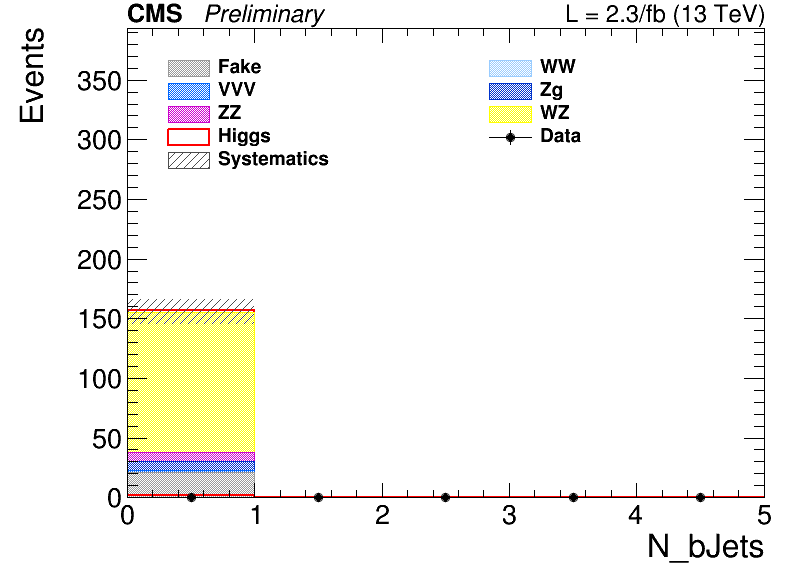 CMS Preliminary L = 2.3/fb (13 TeV)
Events
Fake WW
VVV Zg
ZZ WZ
Higgs Data
Systematics
350
300
250
200
150
100
50
0
0 1 2 3 4 5
N_bJets